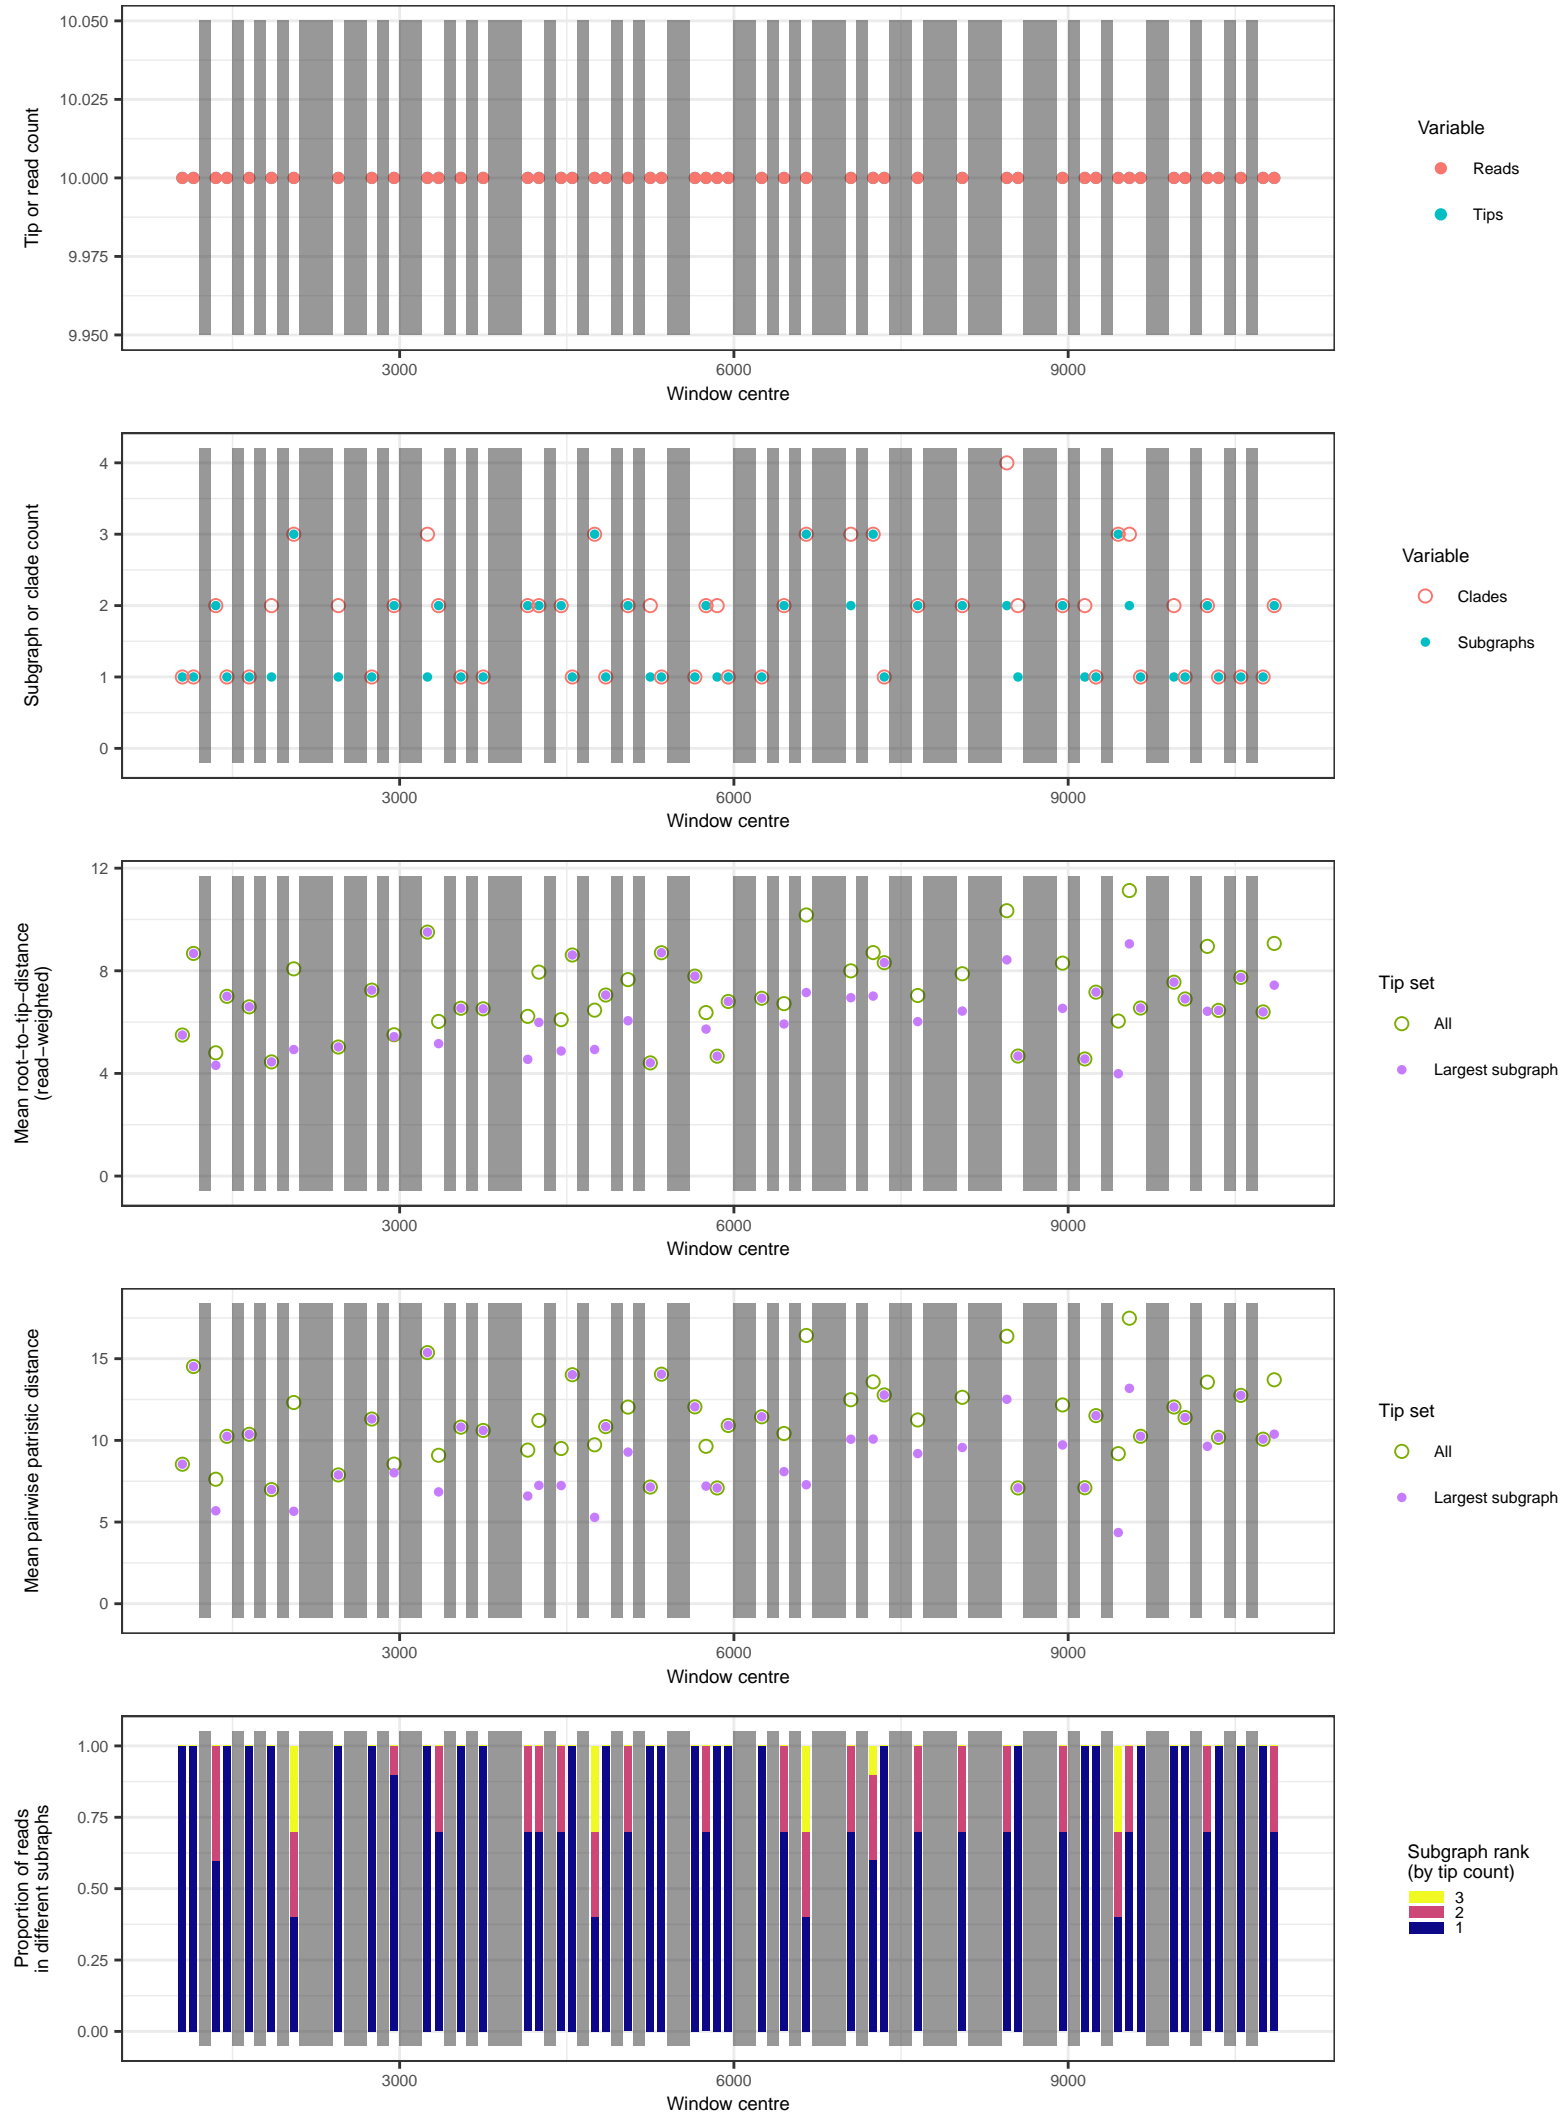 10.050
10.025
10.000
9.975
9.950
Tip or read count
3000
6000
9000
Window centre
Variable
Reads
Tips
4
3
2
1
0
Subgraph or clade count
3000
6000
9000
Window centre
Variable
Clades
Subgraphs
12
8
4
0
Mean root−to−tip−distance
(read−weighted)
3000
6000
9000
Window centre
Tip set
All
Largest subgraph
15
10
5
0
Mean pairwise patristic distance
3000
6000
9000
Window centre
Tip set
All
Largest subgraph
1.00
0.75
0.50
0.25
0.00
Proportion of reads
in different subraphs
3000
6000
9000
Window centre
Subgraph rank
(by tip count)
3
2
1